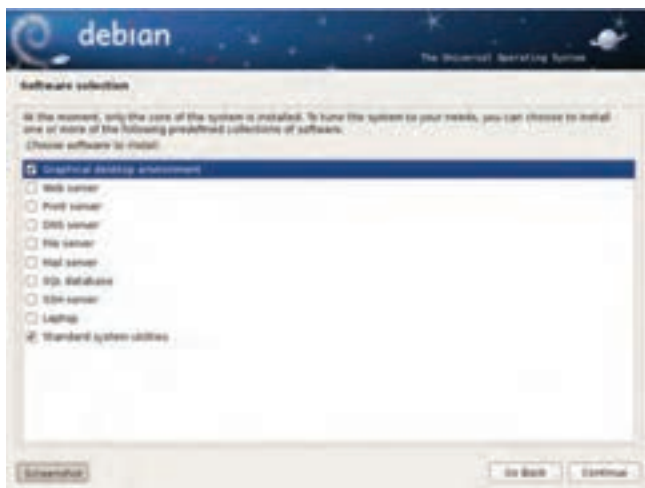 debian
The Universal Operating System
Software selection
At the moment, only the core of the system is installed. To tune the system to your needs, you can choose to install
one or more of the following predefined collections of software.
Choose software to install:
Graphical desktop environment
Web server
Print server
DNS server
File server
Mail server
SQL database
SSH server
Laptop
Standard system utilities
Screenshot
Go Back
Continue